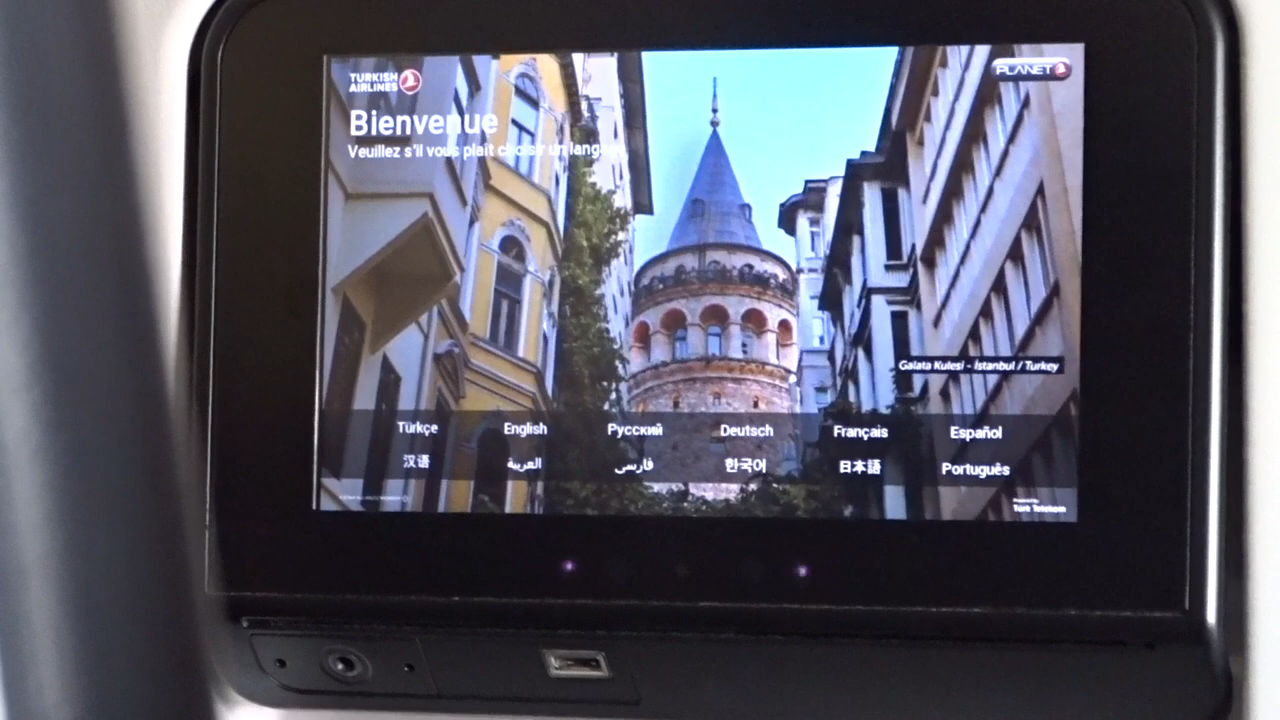 TURKISH
AIRLINES
PLANET
Bienvenue
Veuillez s'il vous plait choisir un langage
Galata Kulesi - İstanbul / Turkey
Türkçe English Русский Deutsch Français Español
汉语 العربية فارسی 한국어 日本語 Português
Powered by
Türk Telekom